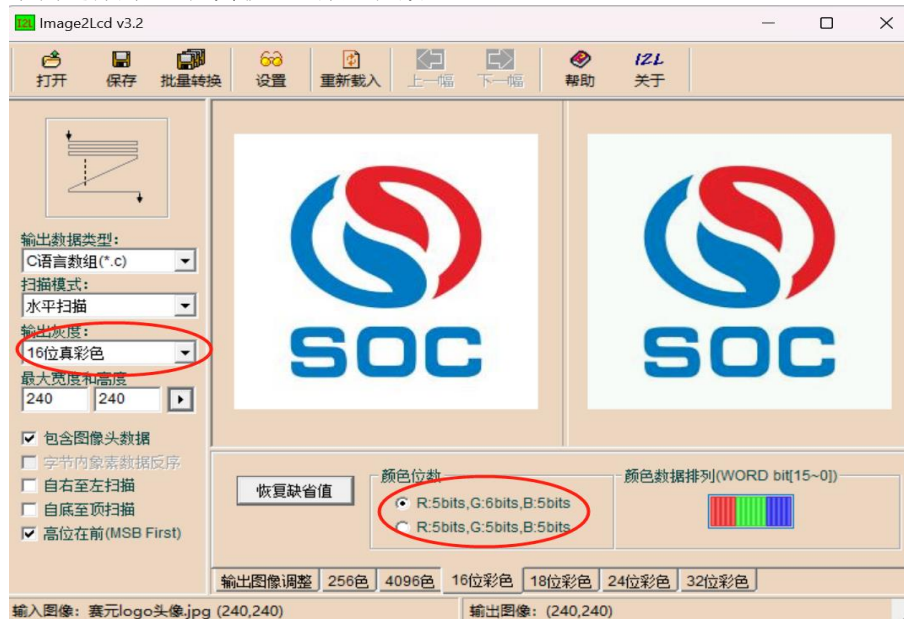 Image2Lcd v3.2
打开 保存 批量转换 设置 重新载入 上一幅 下一幅 帮助 关于
输出数据类型:
C语言数组(*.c)
扫描模式:
水平扫描
输出灰度:
16位真彩色
最大宽度和高度
240 240
包含图像头数据
字节内象素数据反序
自右至左扫描
自底至顶扫描
高位在前(MSB First)
SOC
SOC
恢复缺省值
颜色位数
R:5bits,G:6bits,B:5bits
R:5bits,G:5bits,B:5bits
颜色数据排列(WORD bit[15~0])
输出图像调整 256色 4096色 16位彩色 18位彩色 24位彩色 32位彩色
输入图像: 赛元logo头像.jpg (240,240)
输出图像: (240,240)